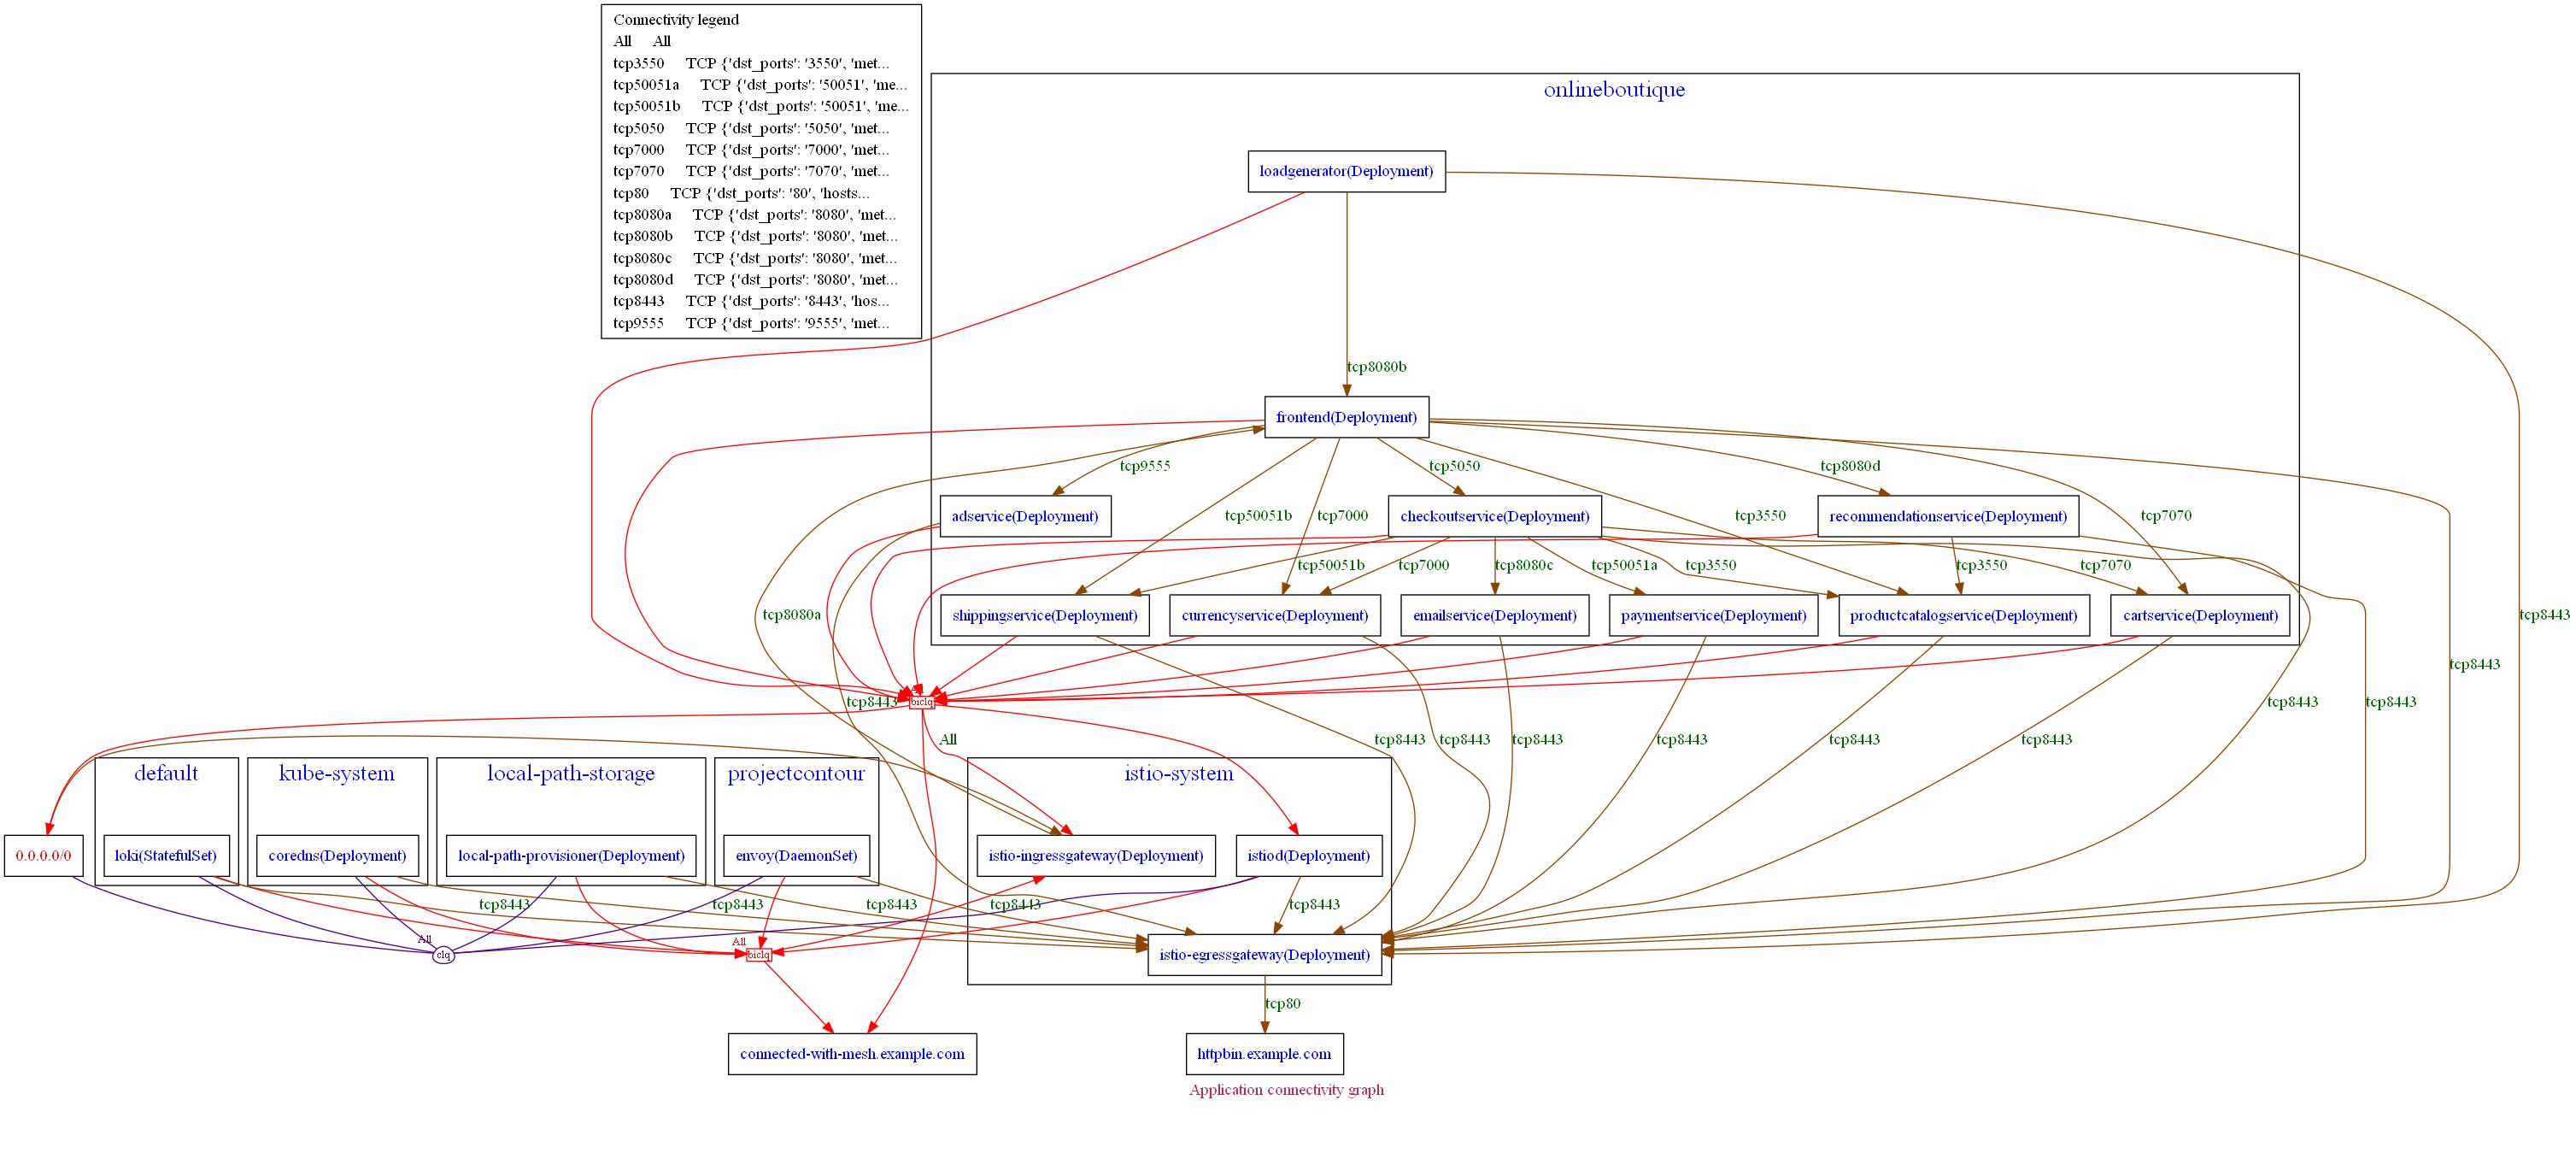 Connectivity legend
All All
tcp3550 TCP {'dst_ports': '3550', 'met...
tcp50051a TCP {'dst_ports': '50051', 'me...
tcp50051b TCP {'dst_ports': '50051', 'me...
tcp5050 TCP {'dst_ports': '5050', 'met...
tcp7000 TCP {'dst_ports': '7000', 'met...
tcp7070 TCP {'dst_ports': '7070', 'met...
tcp80 TCP {'dst_ports': '80', 'hosts...
tcp8080a TCP {'dst_ports': '8080', 'met...
tcp8080b TCP {'dst_ports': '8080', 'met...
tcp8080c TCP {'dst_ports': '8080', 'met...
tcp8080d TCP {'dst_ports': '8080', 'met...
tcp8443 TCP {'dst_ports': '8443', 'hos...
tcp9555 TCP {'dst_ports': '9555', 'met...
onlineboutique
loadgenerator(Deployment)
tcp8080b
frontend(Deployment)
tcp9555
tcp5050
tcp8080d
adservice(Deployment)
tcp50051b
tcp7000
checkoutservice(Deployment)
tcp3550
recommendationservice(Deployment)
tcp7070
tcp50051b
tcp7000
tcp8080c
tcp50051a
tcp3550
tcp3550
tcp7070
tcp8080a
shippingservice(Deployment)
currencyservice(Deployment)
emailservice(Deployment)
paymentservice(Deployment)
productcatalogservice(Deployment)
cartservice(Deployment)
tcp8443
tcp8443
tcp8443
biclq
tcp8443
tcp8443
All
tcp8443
tcp8443
tcp8443
tcp8443
tcp8443
tcp8443
default
kube-system
local-path-storage
projectcontour
istio-system
0.0.0.0/0
loki(StatefulSet)
coredns(Deployment)
local-path-provisioner(Deployment)
envoy(DaemonSet)
istio-ingressgateway(Deployment)
istiod(Deployment)
tcp8443
tcp8443
tcp8443
tcp8443
tcp8443
All
All
clq
biclq
istio-egressgateway(Deployment)
tcp80
connected-with-mesh.example.com
httpbin.example.com
Application connectivity graph